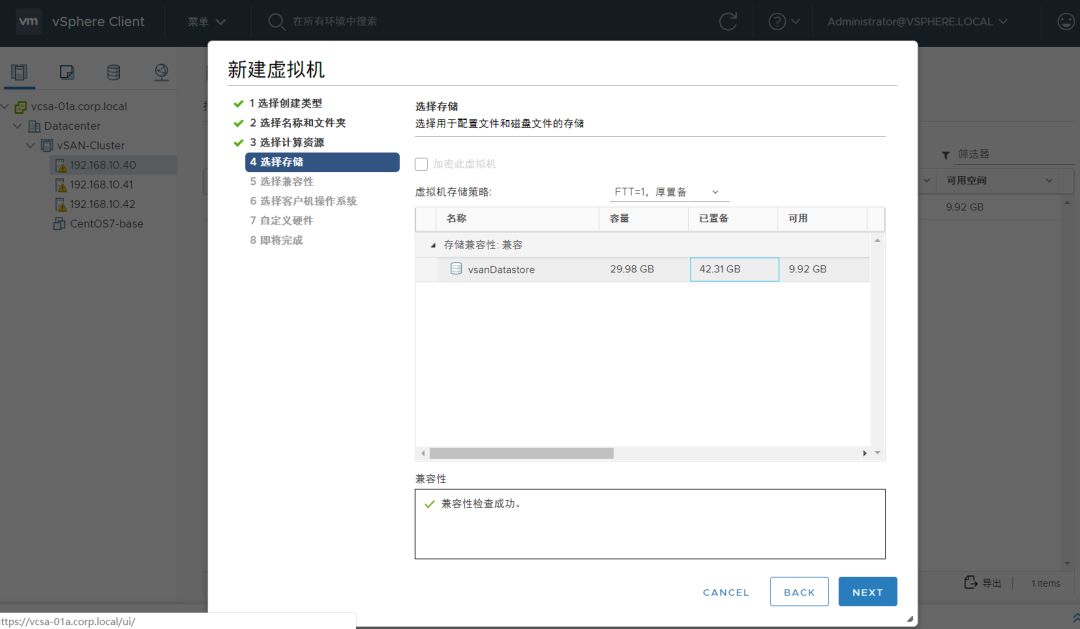 vm vSphere Client 菜单 在所有环境中搜索 Administrator@VSPHERE.LOCAL
vcsa-01a.corp.local
Datacenter
vSAN-Cluster
192.168.10.40
192.168.10.41
192.168.10.42
CentOS7-base
新建虚拟机
1 选择创建类型
2 选择名称和文件夹
3 选择计算资源
4 选择存储
5 选择兼容性
6 选择客户机操作系统
7 自定义硬件
8 即将完成
选择存储
选择用于配置文件和磁盘文件的存储
加密此虚拟机
虚拟机存储策略: FTT=1，厚置备
名称 容量 已置备 可用
存储兼容性: 兼容
vsanDatastore 29.98 GB 42.31 GB 9.92 GB
兼容性
兼容性检查成功。
CANCEL BACK NEXT
筛选器
可用空间
9.92 GB
导出 1 items
ttps://vcsa-01a.corp.local/ui/